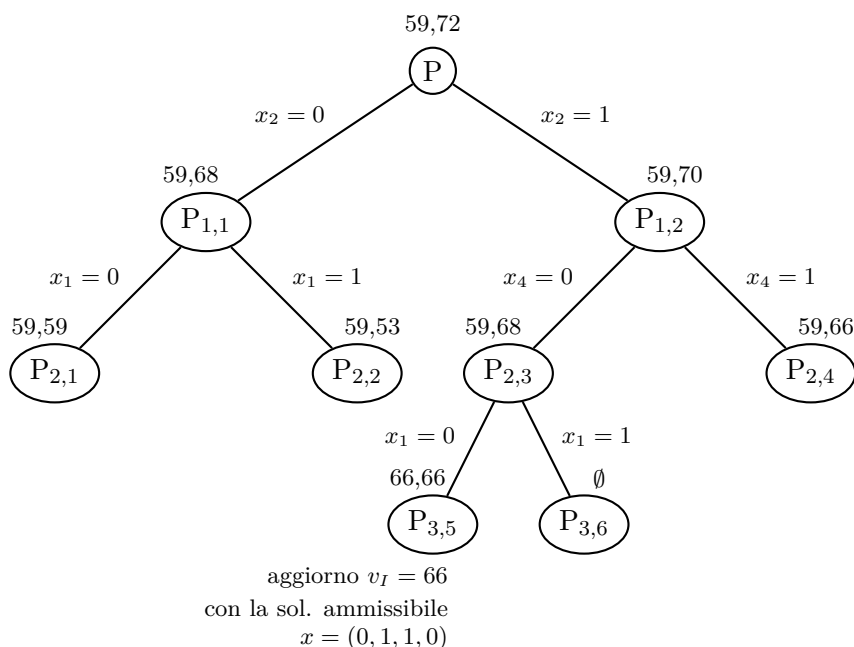 59,72
P
x₂ = 0
x₂ = 1
59,68
59,70
P₁,₁
P₁,₂
x₁ = 0
x₁ = 1
x₄ = 0
x₄ = 1
59,59
59,53
59,68
59,66
P₂,₁
P₂,₂
P₂,₃
P₂,₄
x₁ = 0
x₁ = 1
66,66
∅
P₃,₅
P₃,₆
aggiorno v_I = 66
con la sol. ammissibile
x = (0, 1, 1, 0)